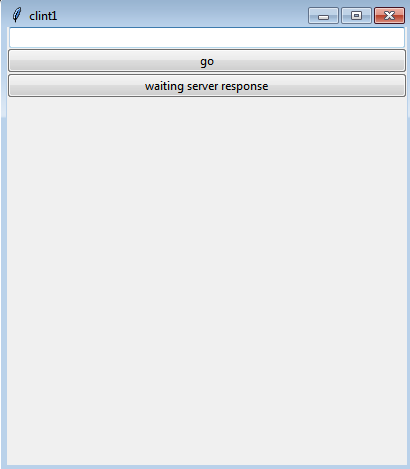 clint1
go
waiting server response